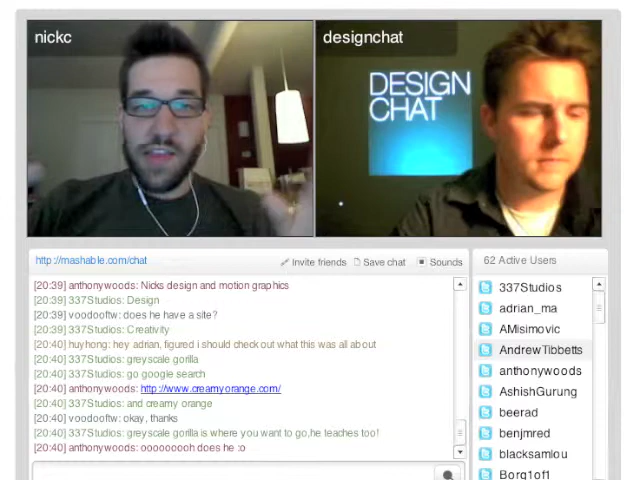 nickc
designchat
DESIGN
CHAT
http://mashable.com/chat
Invite friends
Save chat
Sounds
62 Active Users
[20:39] anthonywoods: Nicks design and motion graphics
[20:39] 337Studios: Design
[20:39] voodooftw: does he have a site?
[20:39] 337Studios: Creativity
[20:40] huyhong: hey adrian, figured i should check out what this was all about
[20:40] 337Studios: greyscale gorilla
[20:40] 337Studios: go google search
[20:40] anthonywoods: http://www.creamyorange.com/
[20:40] 337Studios: and creamy orange
[20:40] voodooftw: okay, thanks
[20:40] 337Studios: greyscale gorilla is where you want to go,he teaches too!
[20:40] anthonywoods: ooooooooh does he :o
337Studios
adrian_ma
AMisimovic
AndrewTibbetts
anthonywoods
AshishGurung
beerad
benjmred
blacksamlou
Borg1of1